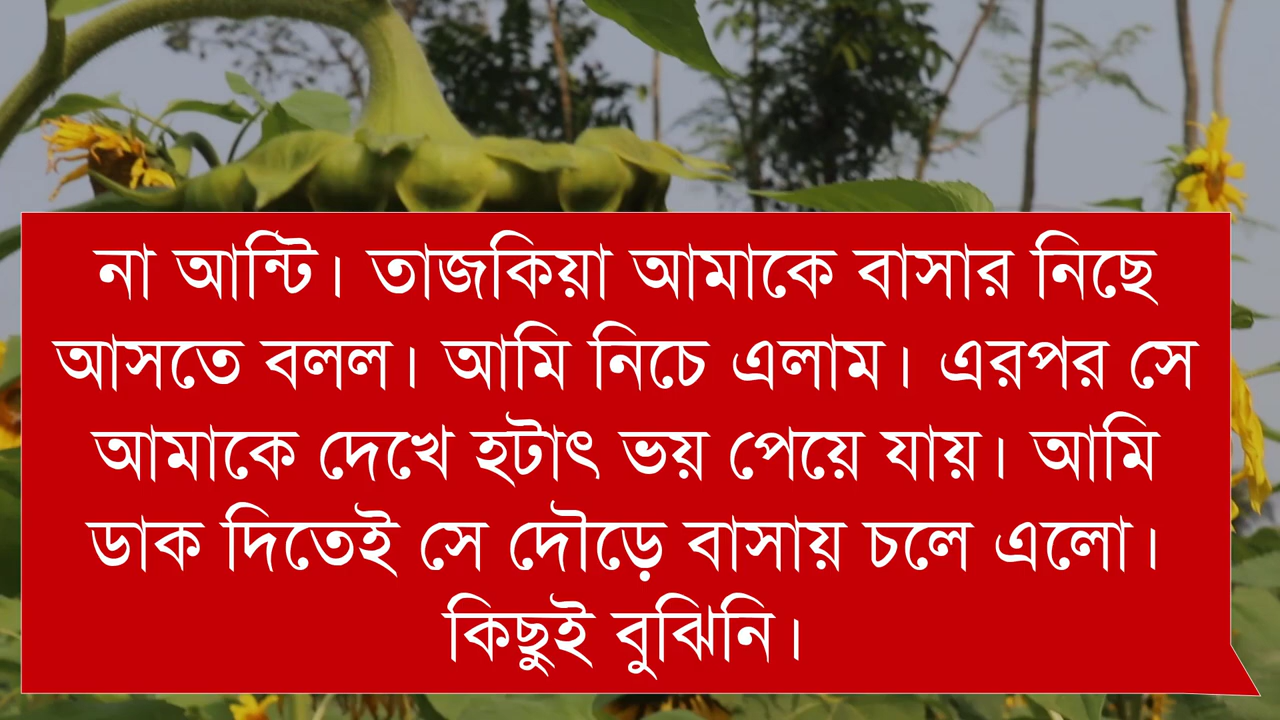 না আন্টি। তাজকিয়া আমাকে বাসার নিছে
আসতে বলল। আমি নিচে এলাম। এরপর সে
আমাকে দেখে হটাৎ ভয় পেয়ে যায়। আমি
ডাক দিতেই সে দৌড়ে বাসায় চলে এলো।
কিছুই বুঝিনি।